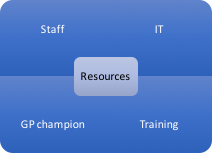 Staff
IT
Resources
GP champion
Training